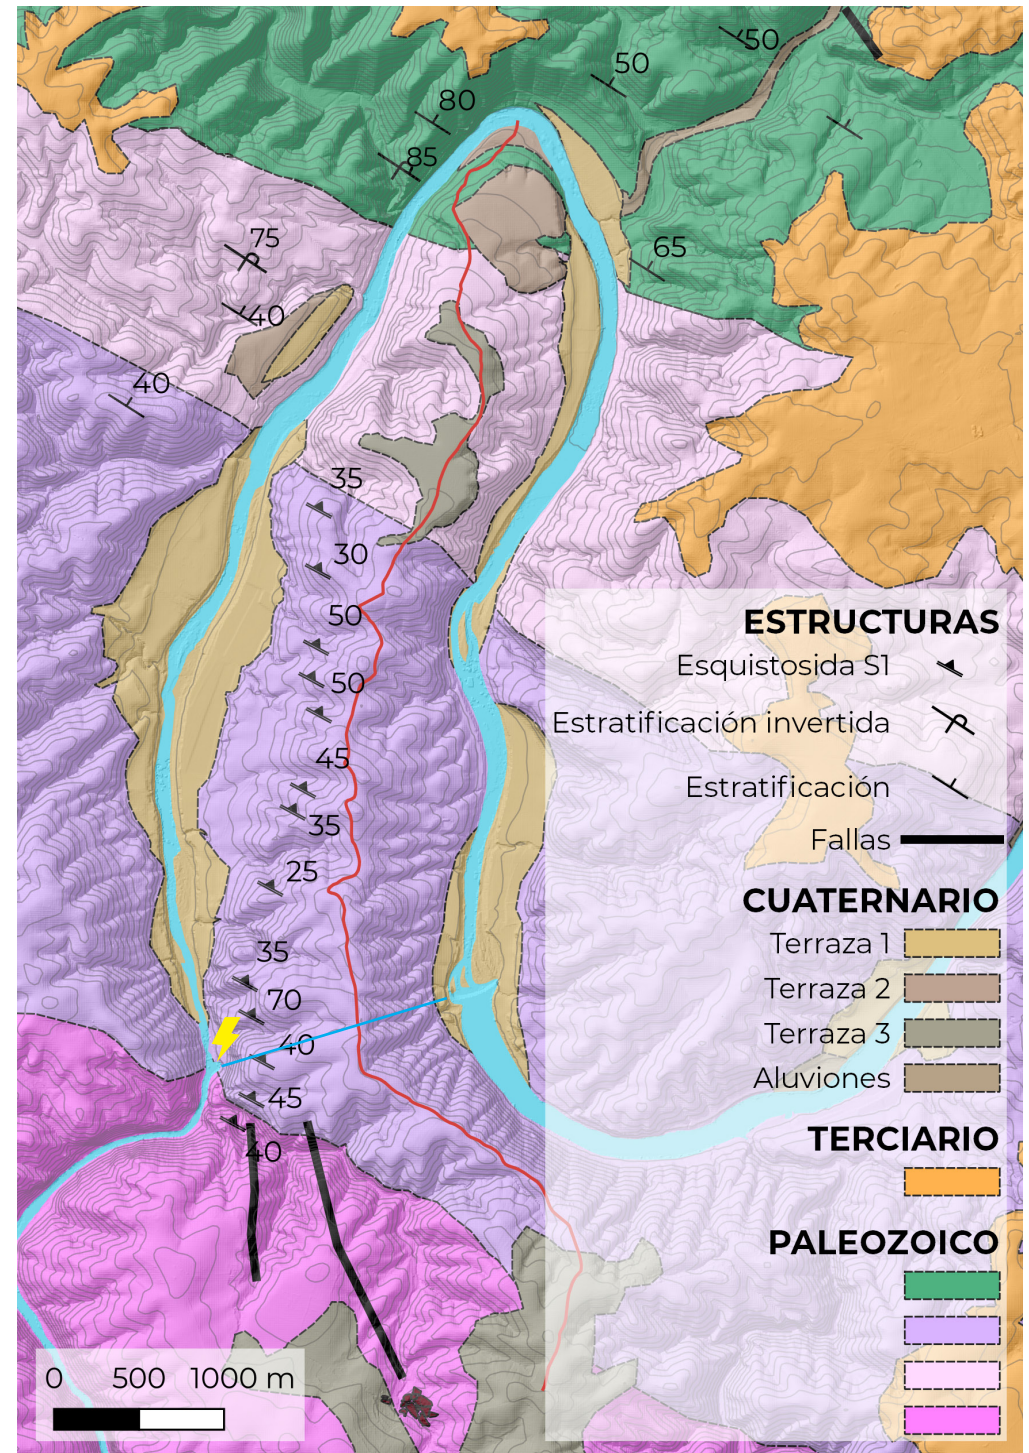 50
50
80
85
75
65
40
40
35
30
50
50
45
35
25
35
70
40
45
40
ESTRUCTURAS
Esquistosida S1
Estratificación invertida
Estratificación
Fallas
CUATERNARIO
Terraza 1
Terraza 2
Terraza 3
Aluviones
TERCIARIO
PALEOZOICO
0 500 1000 m